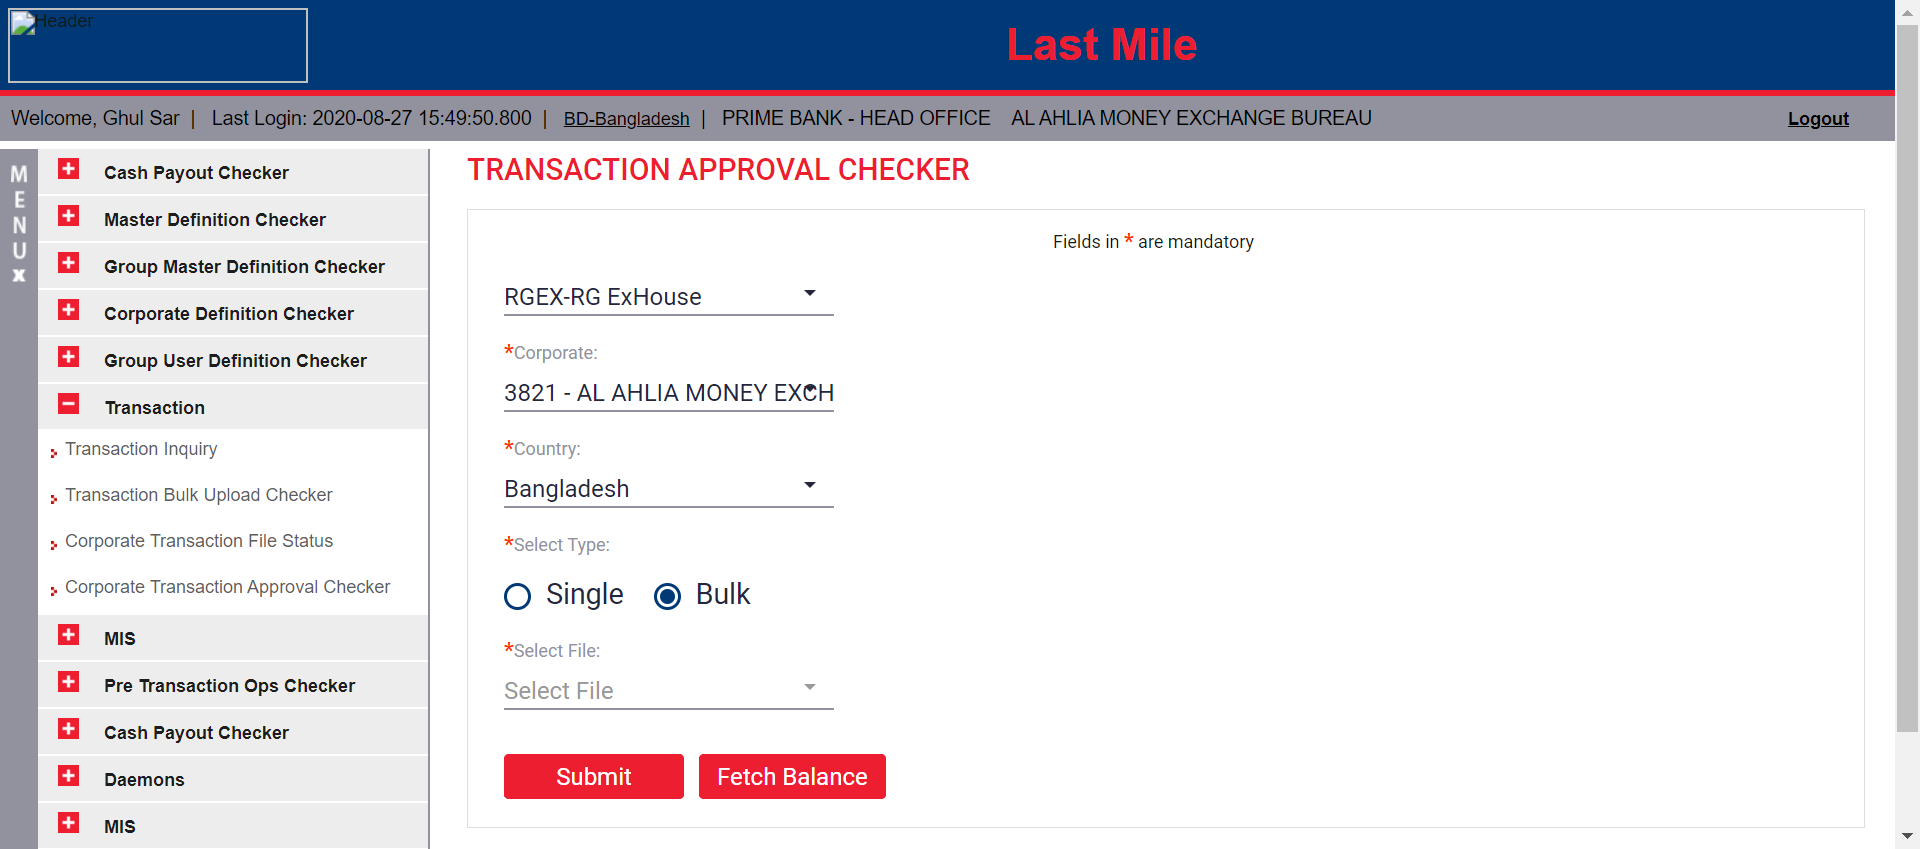 Header
Last Mile
Welcome, Ghul Sar | Last Login: 2020-08-27 15:49:50.800 | BD-Bangladesh | PRIME BANK - HEAD OFFICE AL AHLIA MONEY EXCHANGE BUREAU Logout
MENU
x
Cash Payout Checker
Master Definition Checker
Group Master Definition Checker
Corporate Definition Checker
Group User Definition Checker
Transaction
Transaction Inquiry
Transaction Bulk Upload Checker
Corporate Transaction File Status
Corporate Transaction Approval Checker
MIS
Pre Transaction Ops Checker
Cash Payout Checker
Daemons
MIS
TRANSACTION APPROVAL CHECKER
Fields in * are mandatory
RGEX-RG ExHouse
*Corporate:
3821 - AL AHLIA MONEY EXCH
*Country:
Bangladesh
*Select Type:
Single Bulk
*Select File:
Select File
Submit Fetch Balance